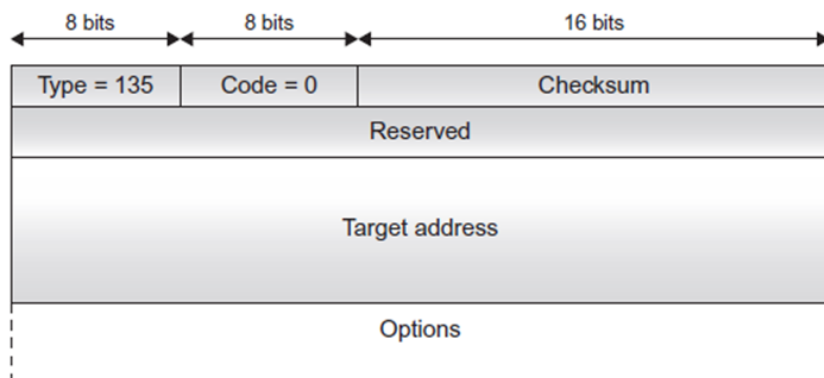 8 bits 8 bits 16 bits
Type = 135 Code = 0 Checksum
Reserved
Target address
Options